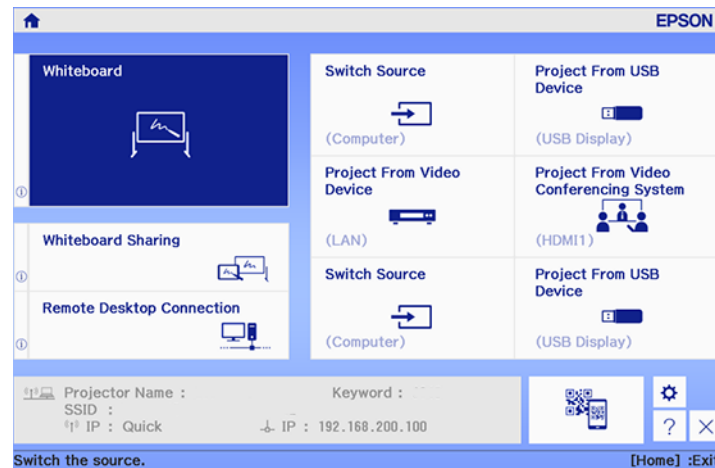 EPSON
Whiteboard
Switch Source
(Computer)
Project From USB
Device
(USB Display)
Project From Video
Device
(LAN)
Project From Video
Conferencing System
(HDMI1)
Whiteboard Sharing
Remote Desktop Connection
Switch Source
(Computer)
Project From USB
Device
(USB Display)
Projector Name :
Keyword :
SSID :
IP : Quick
IP : 192.168.200.100
Switch the source.
[Home] :Exit